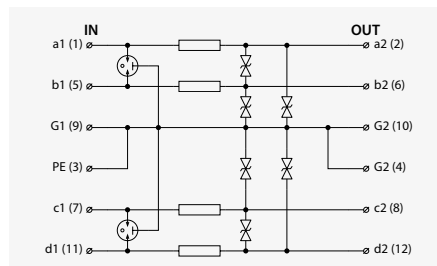 IN OUT
a1 (1) a2 (2)
b1 (5) b2 (6)
G1 (9) G2 (10)
PE (3) G2 (4)
c1 (7) c2 (8)
d1 (11) d2 (12)